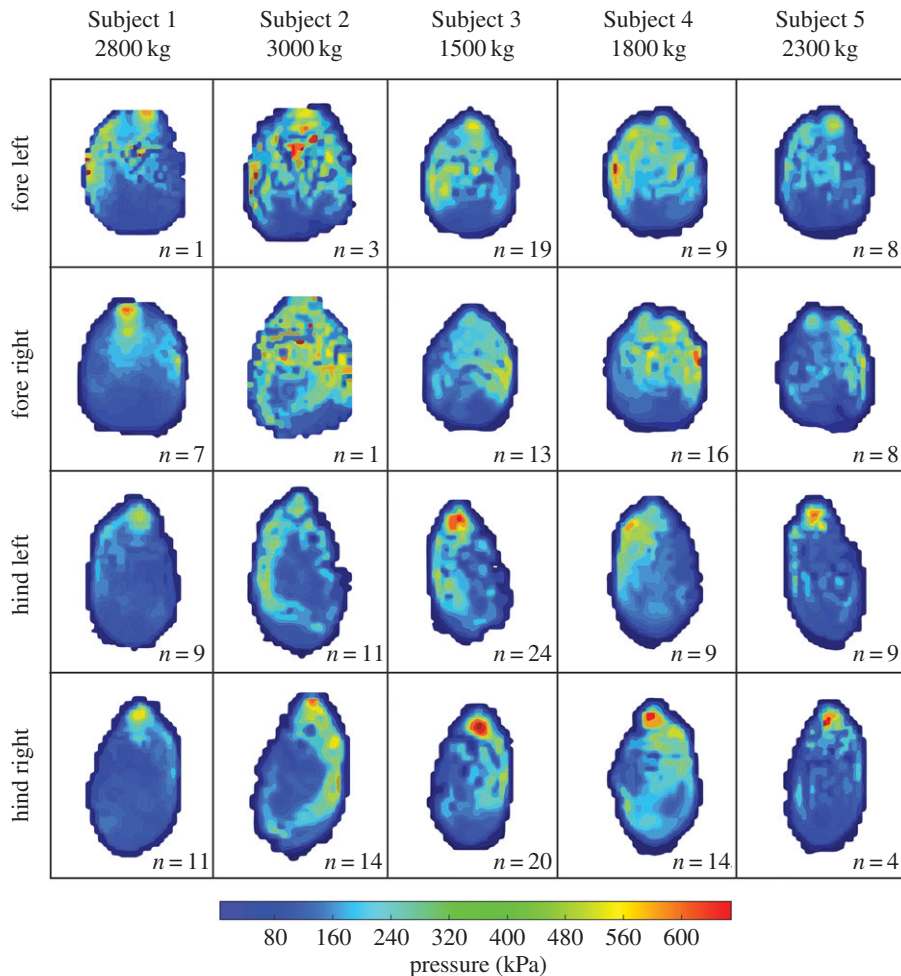 Subject 1 Subject 2 Subject 3 Subject 4 Subject 5
2800 kg 3000 kg 1500 kg 1800 kg 2300 kg
fore left
n = 1 n = 3 n = 19 n = 9 n = 8
fore right
n = 7 n = 1 n = 13 n = 16 n = 8
hind left
n = 9 n = 11 n = 24 n = 9 n = 9
hind right
n = 11 n = 14 n = 20 n = 14 n = 4
80 160 240 320 400 480 560 600
pressure (kPa)